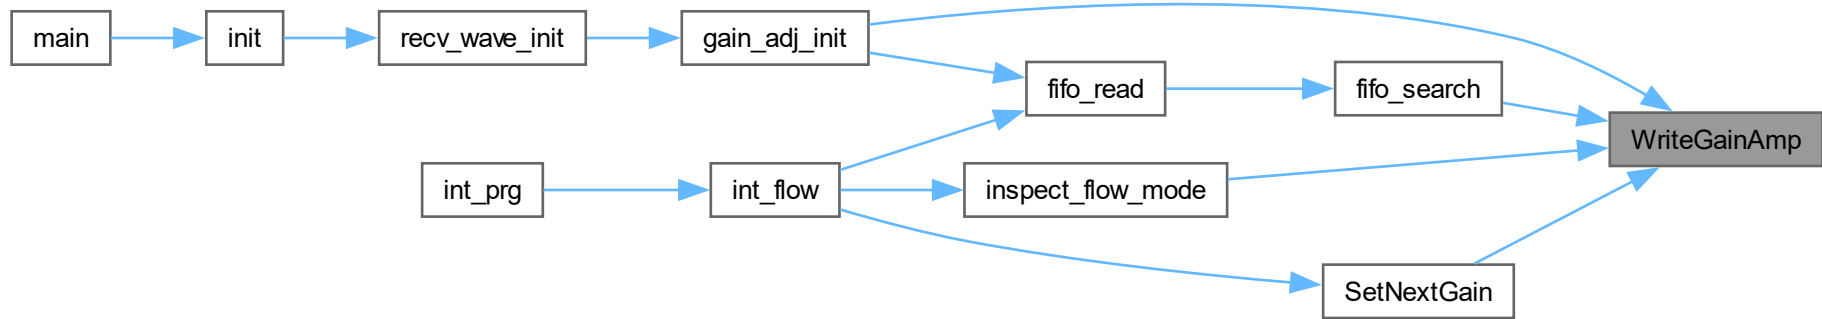 main
init
recv_wave_init
gain_adj_init
fifo_read
fifo_search
WriteGainAmp
int_prg
int_flow
inspect_flow_mode
SetNextGain